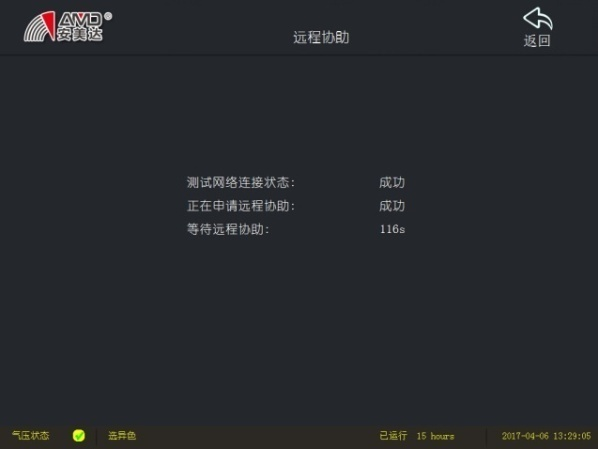 AMD®
安美达
远程协助
返回
测试网络连接状态: 成功
正在申请远程协助: 成功
等待远程协助: 116s
气压状态 选异色 已运行 15 hours 2017-04-06 13:29:05